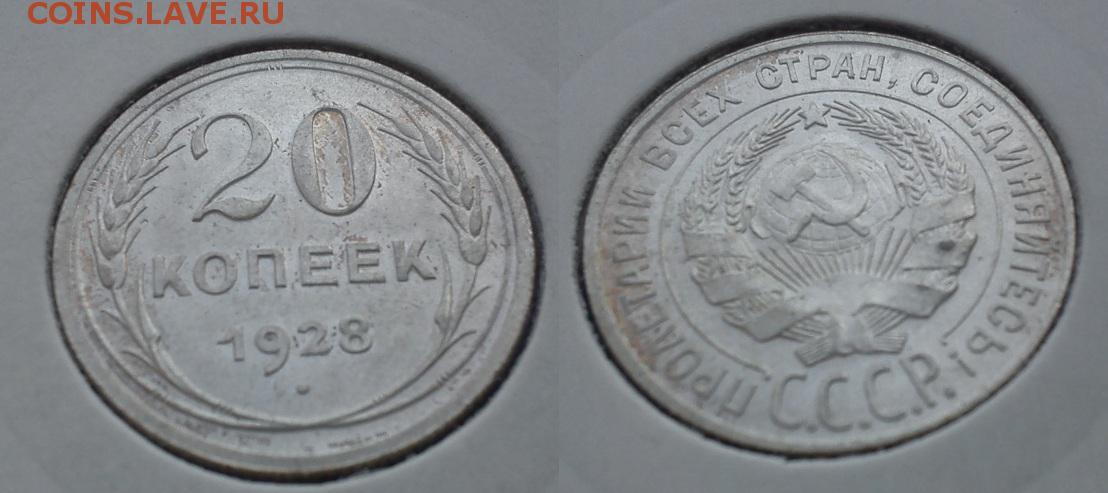 COINS.LAVE.RU
20
КОПЕЕК
1928
ПРОЛЕТАРИИ ВСЕХ СТРАН, СОЕДИНЯЙТЕСЬ!
С.С.С.Р.